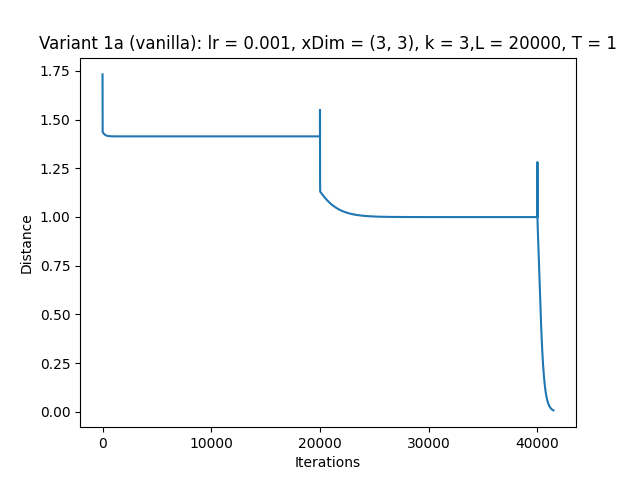 Variant 1a (vanilla): lr = 0.001, xDim = (3, 3), k = 3,L = 20000, T = 1
1.75
1.50
1.25
1.00
0.75
0.50
0.25
0.00
Distance
0 10000 20000 30000 40000
Iterations